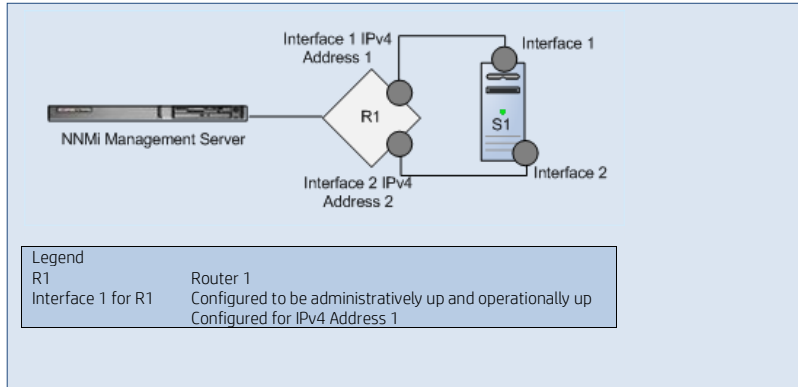 Interface 1 IPv4
Address 1
Interface 1
R1
S1
NNMi Management Server
Interface 2
Interface 2 IPv4
Address 2
Legend
R1 Router 1
Interface 1 for R1 Configured to be administratively up and operationally up
Configured for IPv4 Address 1